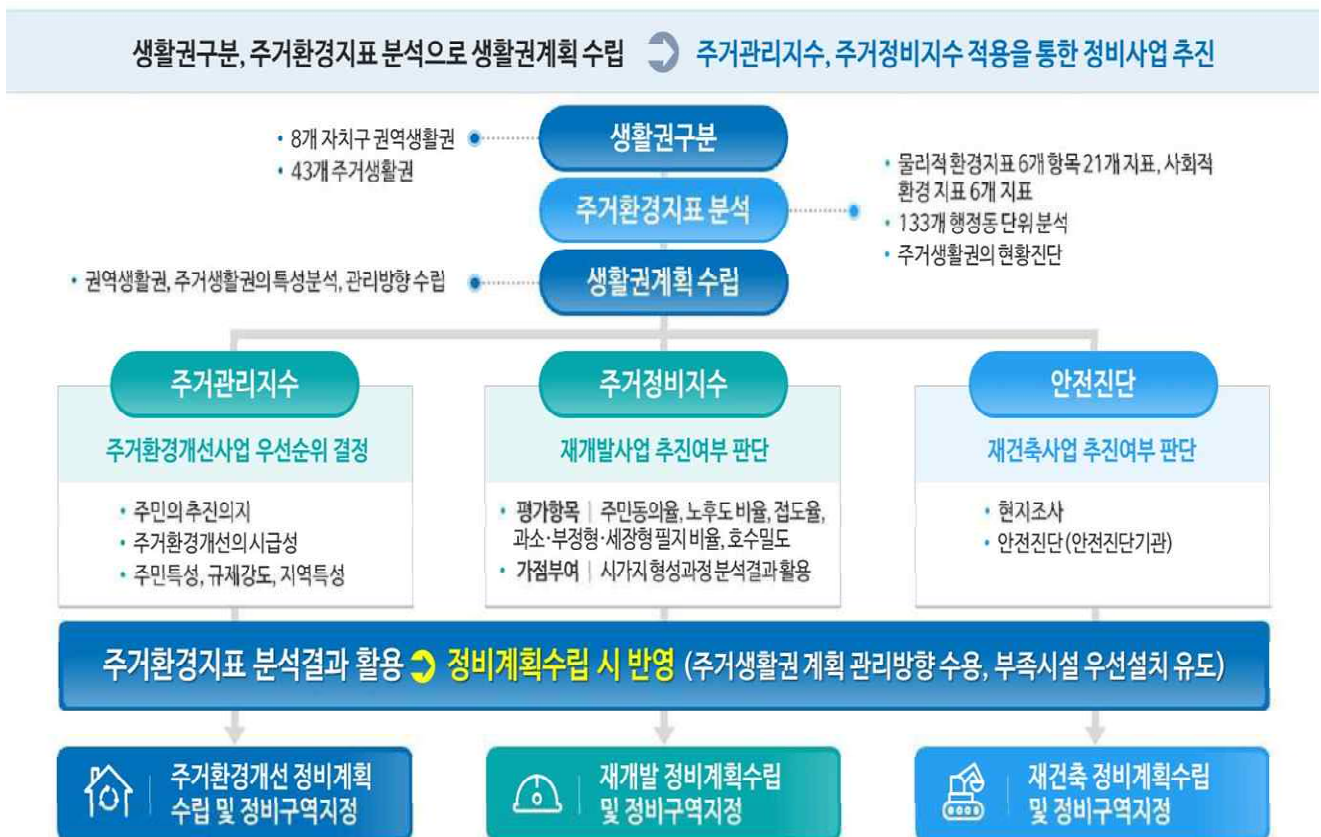 생활권구분, 주거환경지표 분석으로 생활권계획 수립 ➲ 주거관리지수, 주거정비지수 적용을 통한 정비사업 추진
생활권구분
• 8개 자치구 권역생활권
• 43개 주거생활권
주거환경지표 분석
• 물리적 환경지표 6개 항목 21개 지표, 사회적
환경 지표 6개 지표
• 133개 행정동 단위 분석
• 주거생활권의 현황진단
생활권계획 수립
• 권역생활권, 주거생활권의 특성분석, 관리방향 수립
주거관리지수
주거환경개선사업 우선순위 결정
• 주민의 추진의지
• 주거환경개선의 시급성
• 주민특성, 규제강도, 지역특성
주거정비지수
재개발사업 추진여부 판단
• 평가항목 | 주민동의율, 노후도 비율, 접도율,
과소·부정형·세장형 필지 비율, 호수밀도
• 가점부여 | 시가지 형성과정 분석결과 활용
안전진단
재건축사업 추진여부 판단
• 현지조사
• 안전진단 (안전진단기관)
주거환경지표 분석결과 활용 ➲ 정비계획수립 시 반영 (주거생활권 계획 관리방향 수용, 부족시설 우선설치 유도)
주거환경개선 정비계획
수립 및 정비구역지정
재개발 정비계획수립
및 정비구역지정
재건축 정비계획수립
및 정비구역지정